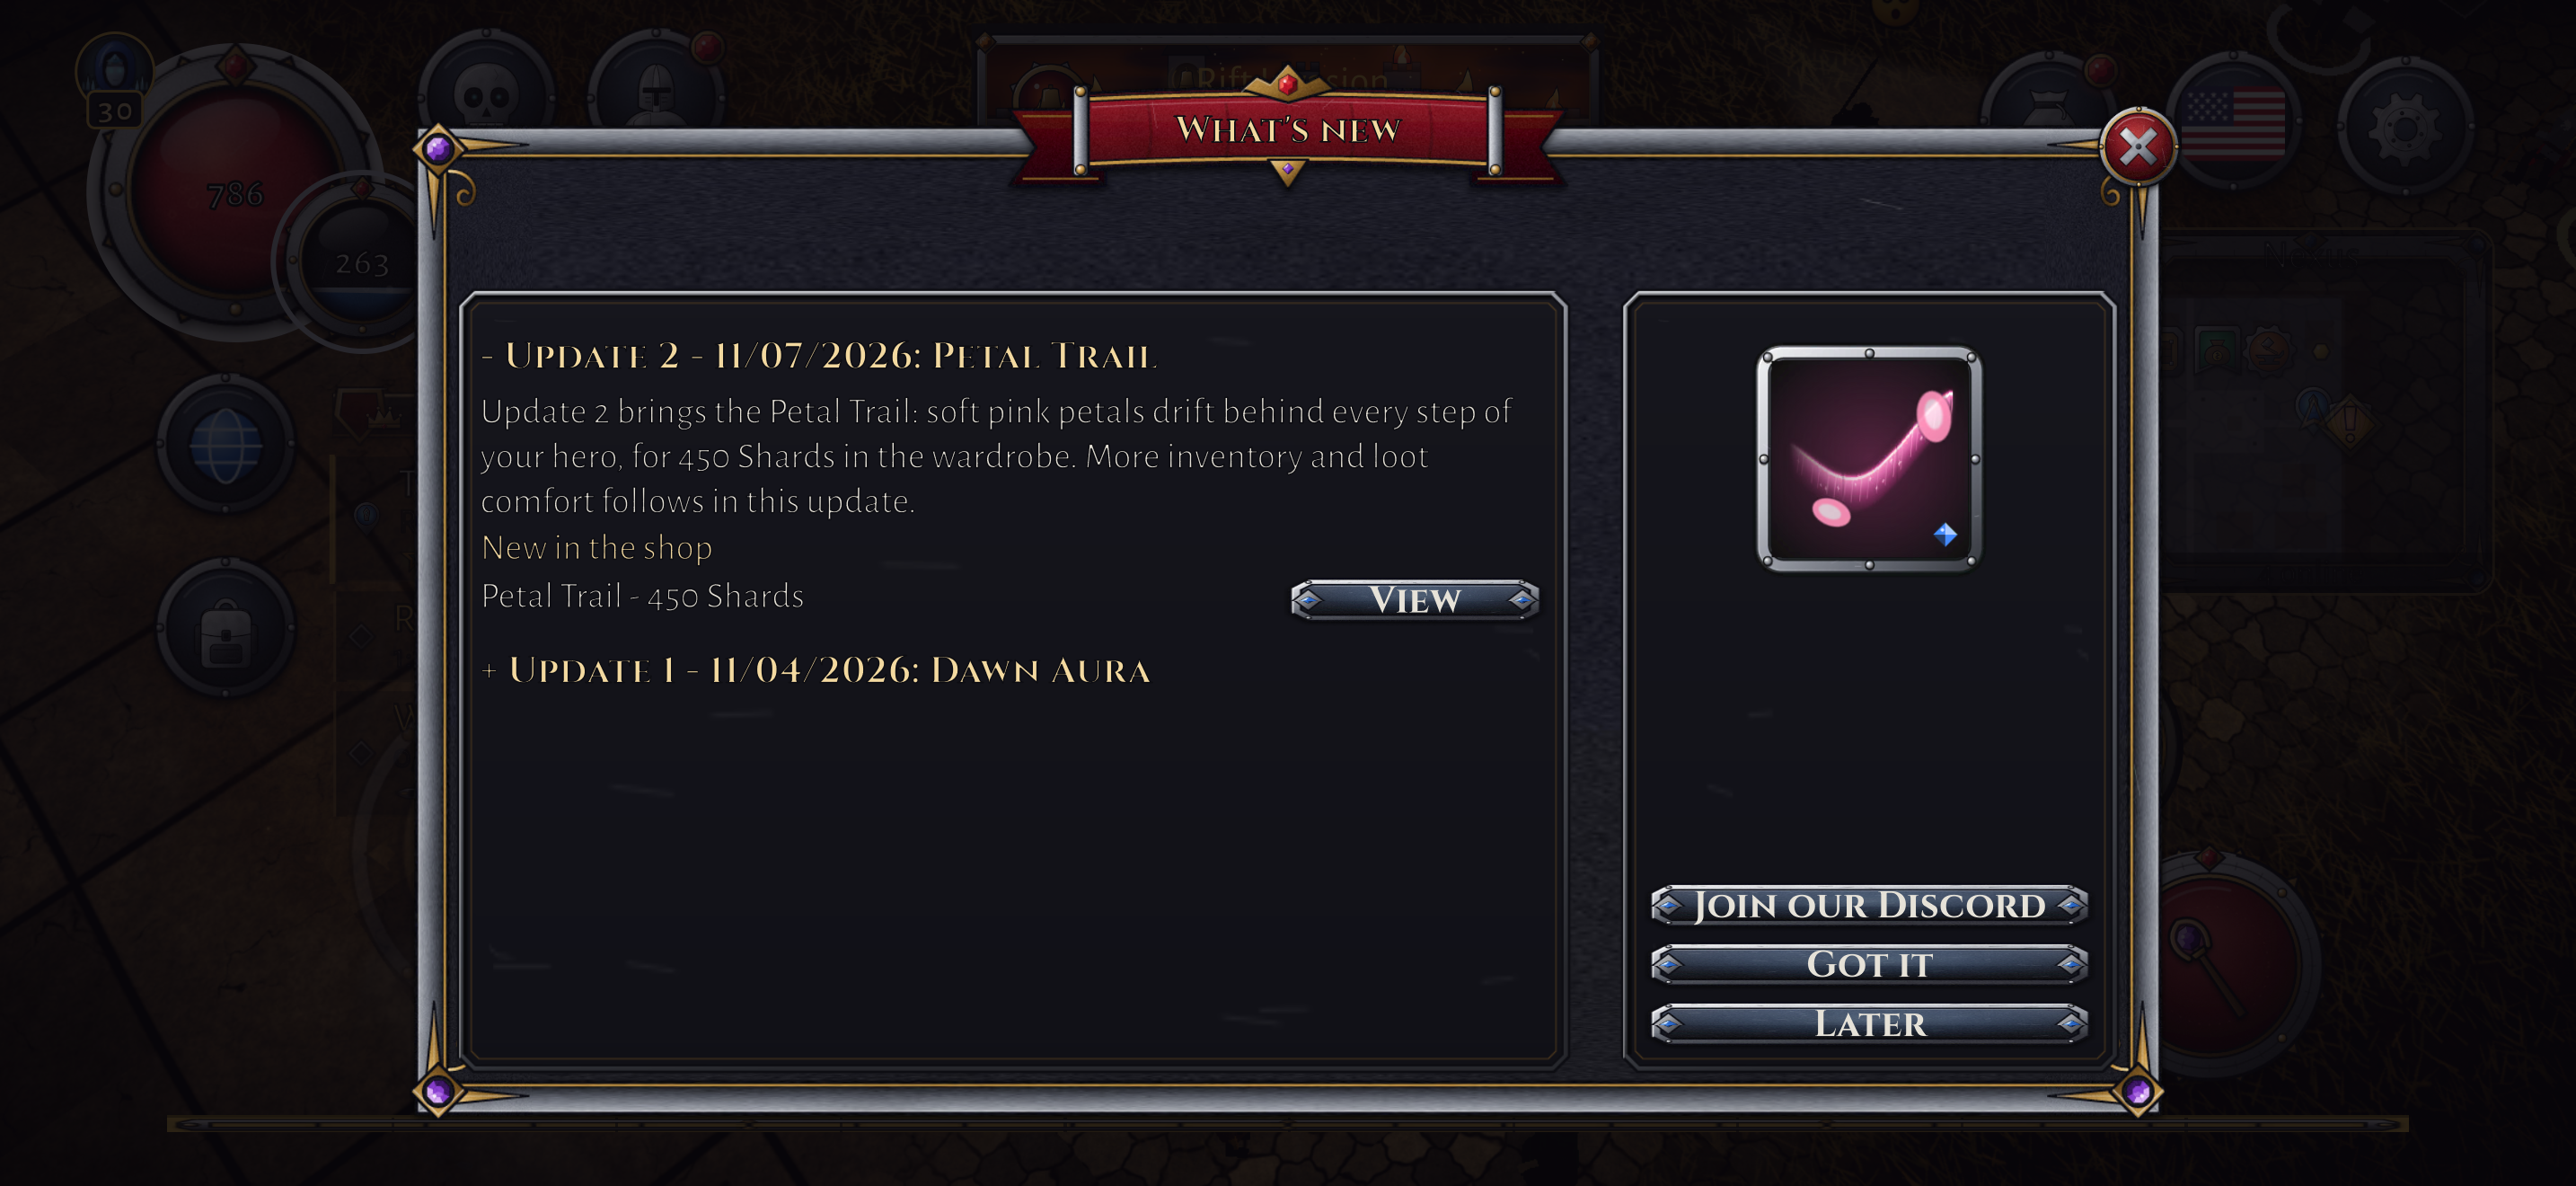 30
786
263
What's new
- Update 2 - 11/07/2026: Petal Trail
Update 2 brings the Petal Trail: soft pink petals drift behind every step of
your hero, for 450 Shards in the wardrobe. More inventory and loot
comfort follows in this update.
New in the shop
Petal Trail - 450 Shards
View
+ Update 1 - 11/04/2026: Dawn Aura
Join our Discord
Got it
Later